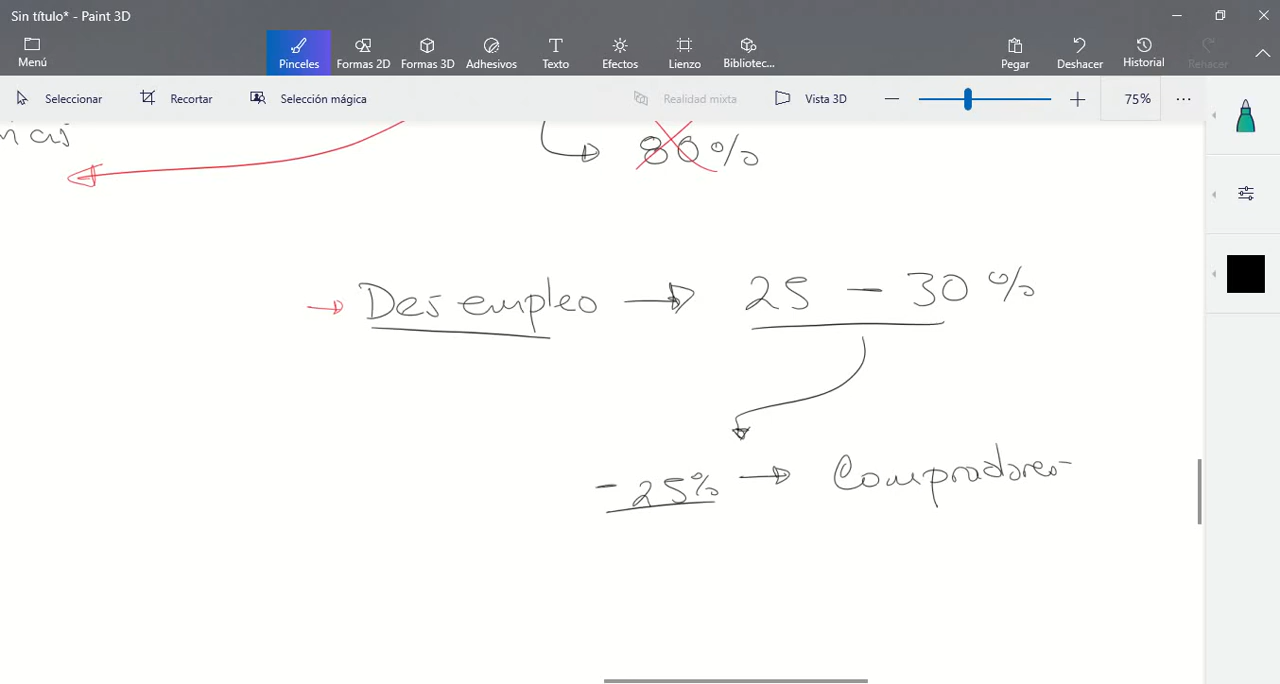 Sin título* - Paint 3D
Menú
Pinceles
Formas 2D
Formas 3D
Adhesivos
Texto
Efectos
Lienzo
Bibliotec...
Pegar
Deshacer
Historial
Rehacer
Seleccionar
Recortar
Selección mágica
Realidad mixta
Vista 3D
75%
80%
Desempleo → 25 - 30%
-25% → Compradores